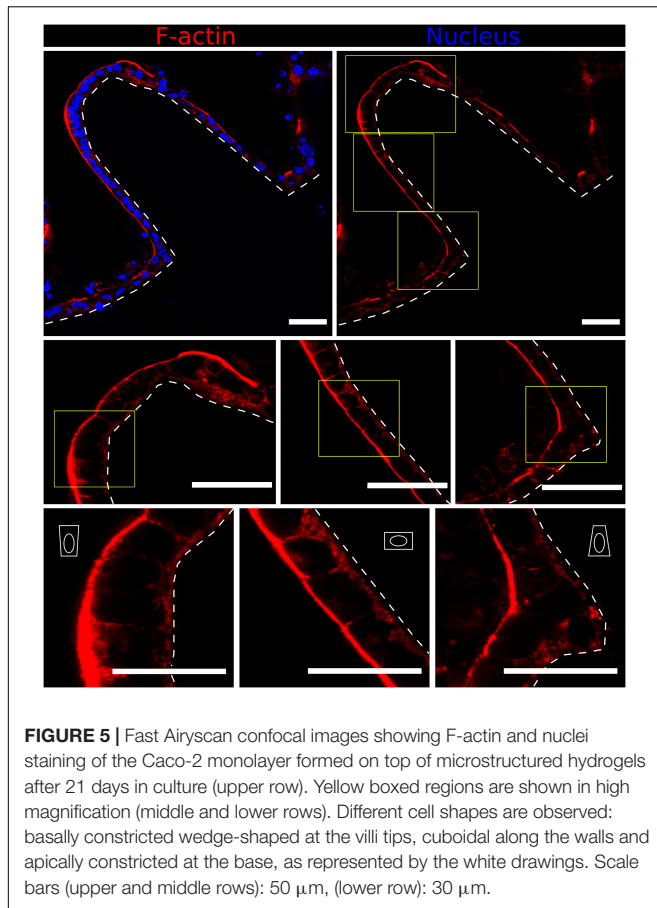 F-actin Nucleus
FIGURE 5 | Fast Airyscan confocal images showing F-actin and nuclei
staining of the Caco-2 monolayer formed on top of microstructured hydrogels
after 21 days in culture (upper row). Yellow boxed regions are shown in high
magnification (middle and lower rows). Different cell shapes are observed:
basally constricted wedge-shaped at the villi tips, cuboidal along the walls and
apically constricted at the base, as represented by the white drawings. Scale
bars (upper and middle rows): 50 μm, (lower row): 30 μm.